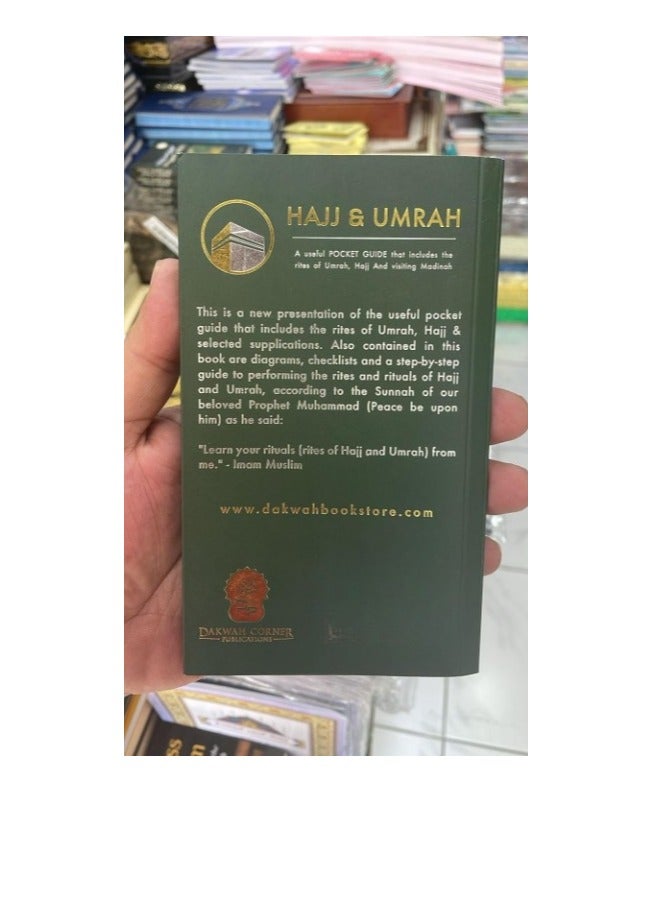 HAJJ & UMRAH
A useful POCKET GUIDE that includes the
rites of Umrah, Hajj And visiting Madinah
This is a new presentation of the useful pocket
guide that includes the rites of Umrah, Hajj &
selected supplications. Also contained in this
book are diagrams, checklists and a step-by-step
guide to performing the rites and rituals of Hajj
and Umrah, according to the Sunnah of our
beloved Prophet Muhammad (Peace be upon
him) as he said:
"Learn your rituals (rites of Hajj and Umrah) from
me." - Imam Muslim
www.dakwahbookstore.com
DAKWAH CORNER
PUBLICATIONS